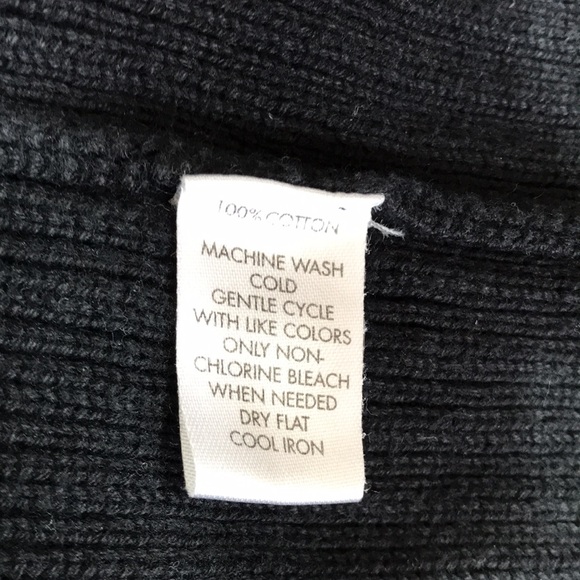 100% COTTON
MACHINE WASH
COLD
GENTLE CYCLE
WITH LIKE COLORS
ONLY NON-
CHLORINE BLEACH
WHEN NEEDED
DRY FLAT
COOL IRON